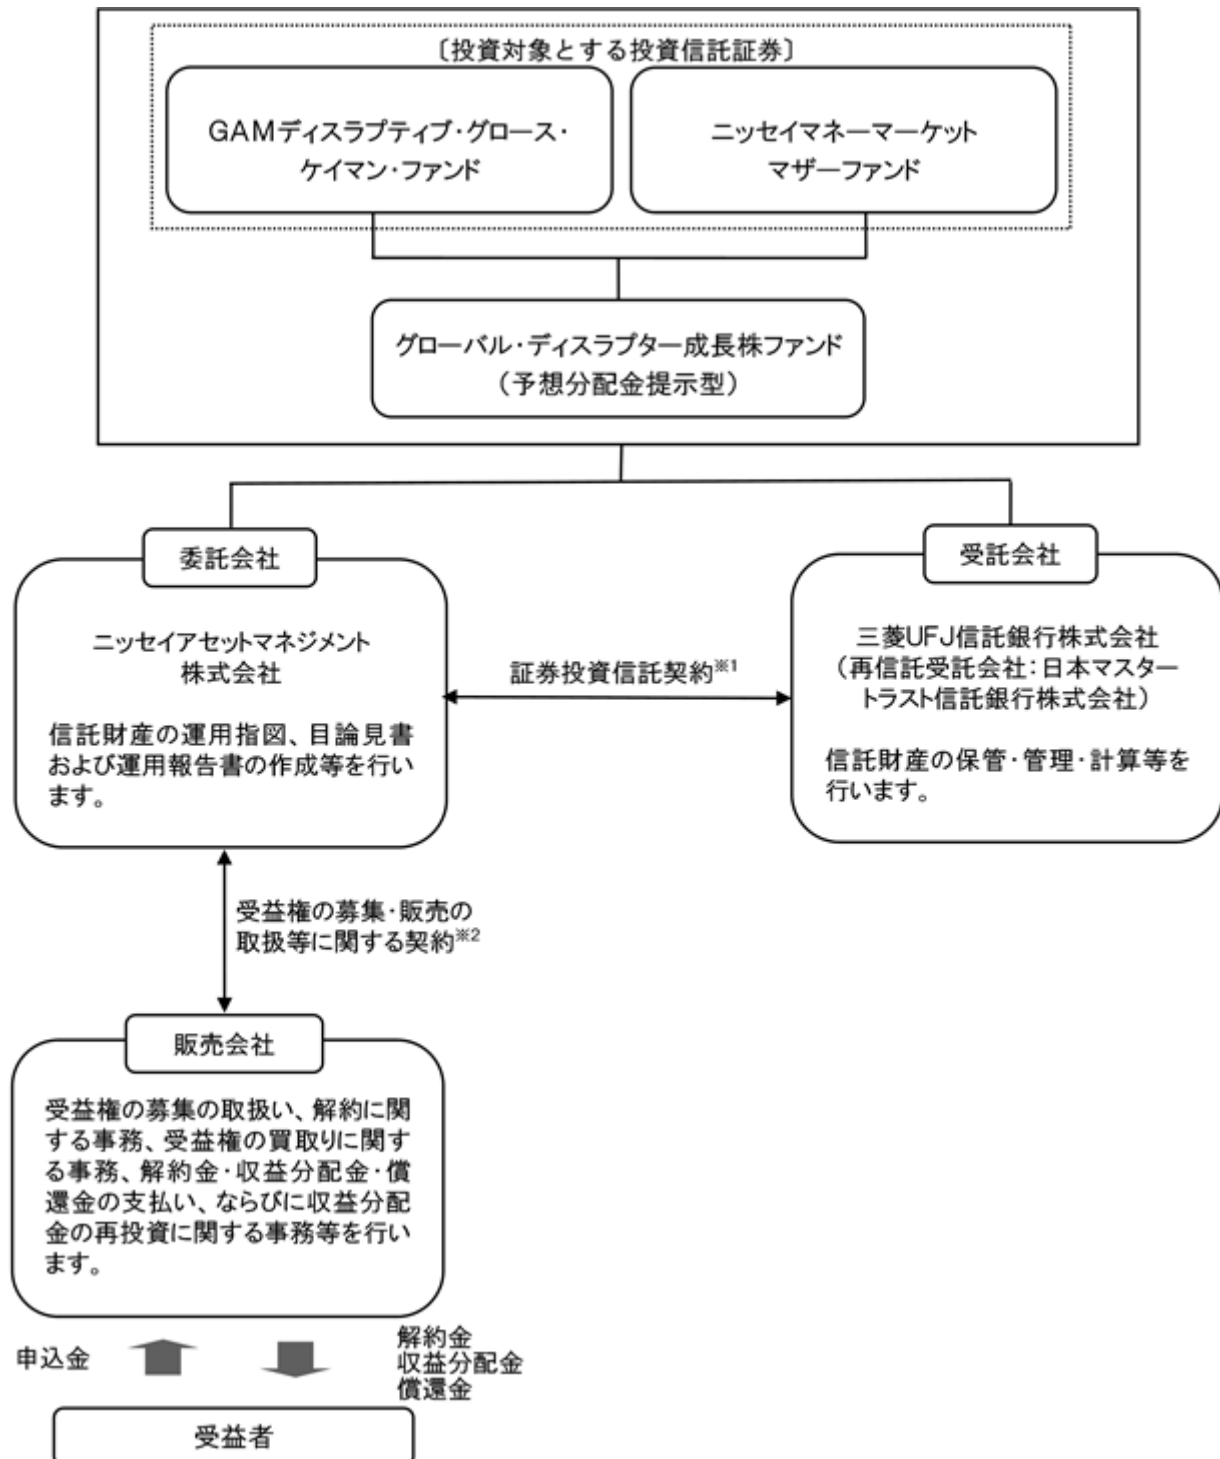 〔投資対象とする投資信託証券〕
GAMディスラプティブ・グロース・
ケイマン・ファンド
ニッセイマネーマーケット
マザーファンド
グローバル・ディスラプター成長株ファンド
（予想分配金提示型）
委託会社
ニッセイアセットマネジメント
株式会社
信託財産の運用指図、目論見書
および運用報告書の作成等を行い
ます。
証券投資信託契約※1
受託会社
三菱UFJ信託銀行株式会社
（再信託受託会社：日本マスター
トラスト信託銀行株式会社）
信託財産の保管・管理・計算等を
行います。
受益権の募集・販売の
取扱等に関する契約※2
販売会社
受益権の募集の取扱い、解約に関
する事務、受益権の買取りに関す
る事務、解約金・収益分配金・償
還金の支払い、ならびに収益分配
金の再投資に関する事務等を行い
ます。
申込金
解約金
収益分配金
償還金
受益者